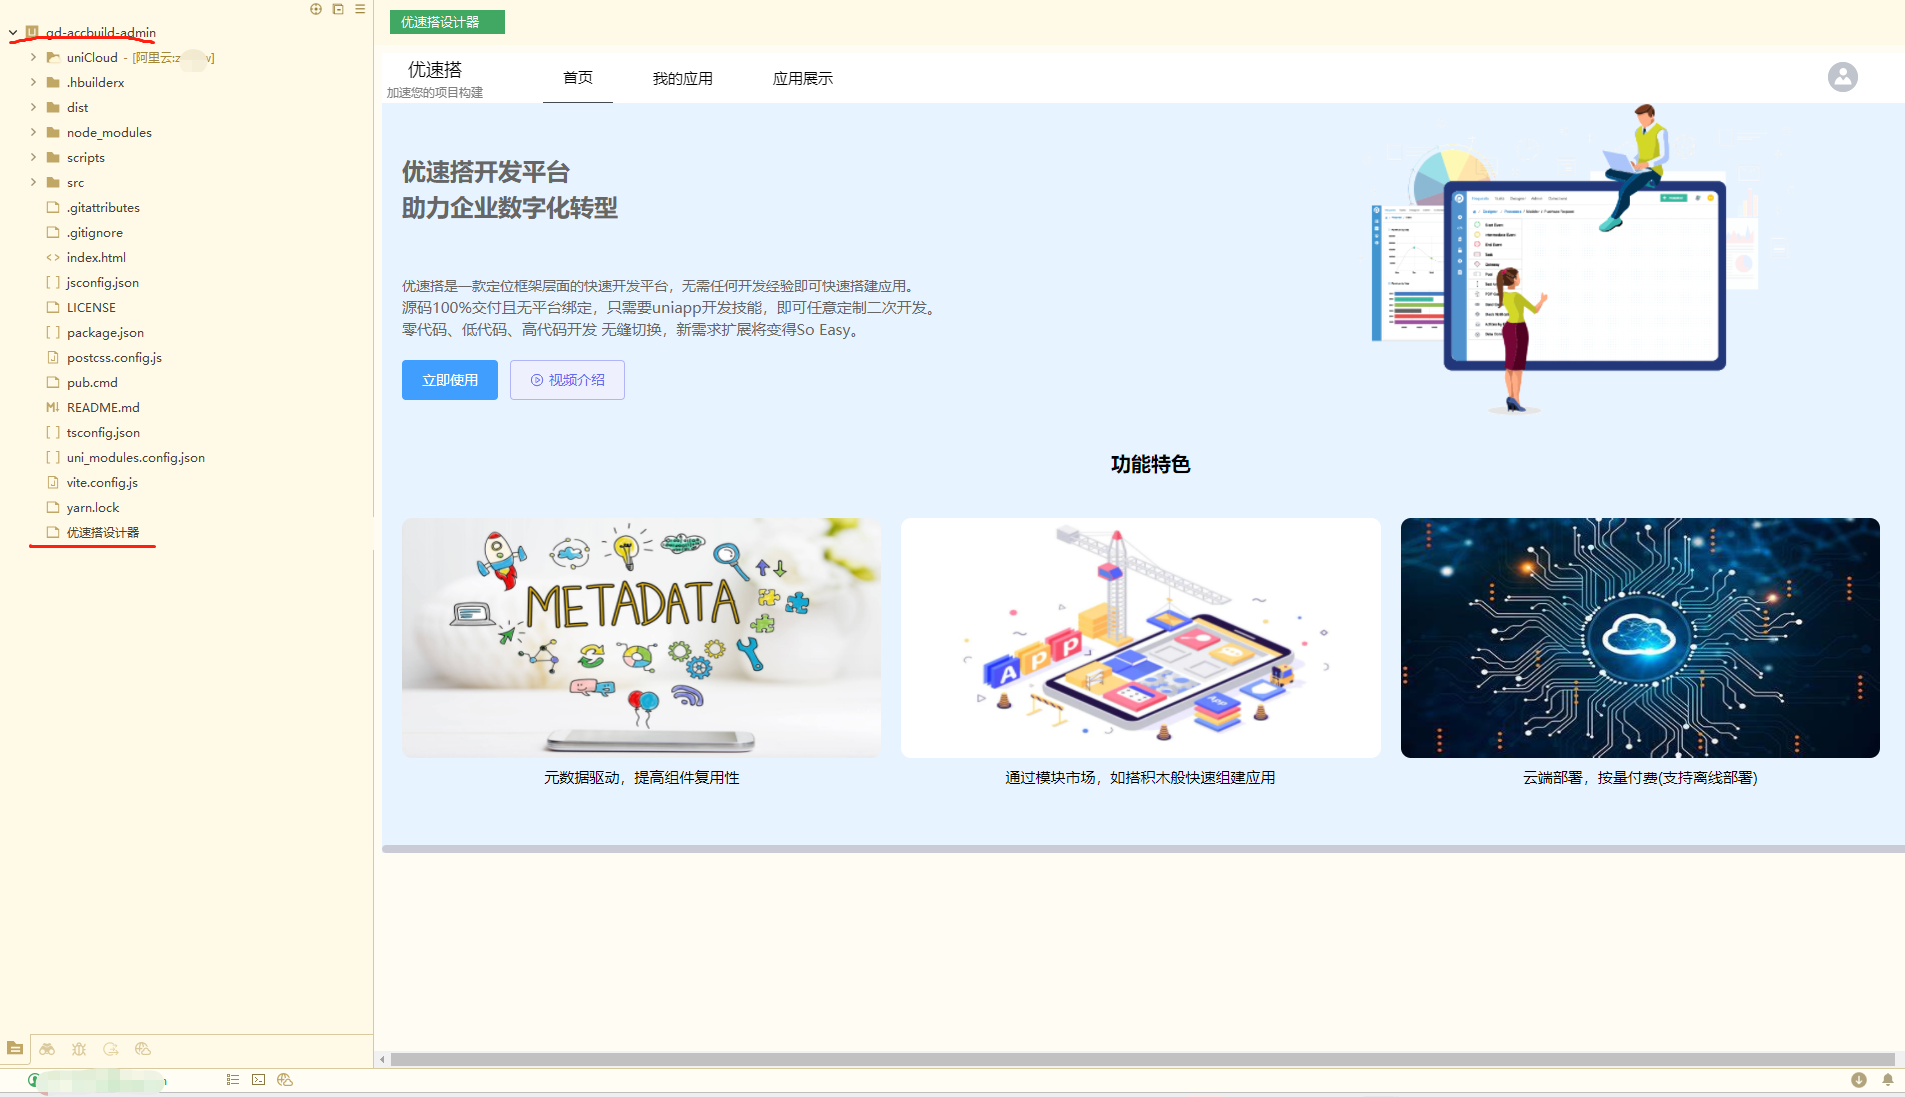 gd-accbuild-admin
uniCloud - [阿里云:z w]
.hbuilderx
dist
node_modules
scripts
src
.gitattributes
.gitignore
index.html
jsconfig.json
LICENSE
package.json
postcss.config.js
pub.cmd
README.md
tsconfig.json
uni_modules.config.json
vite.config.js
yarn.lock
优速搭设计器
优速搭设计器
优速搭
加速您的项目构建
首页
我的应用
应用展示
优速搭开发平台
助力企业数字化转型
优速搭是一款定位框架层面的快速开发平台，无需任何开发经验即可快速搭建应用。
源码100%交付且无平台绑定，只需要uniapp开发技能，即可任意定制二次开发。
零代码、低代码、高代码开发 无缝切换，新需求扩展将变得So Easy。
立即使用
视频介绍
功能特色
METADATA
APP
App
元数据驱动，提高组件复用性
通过模块市场，如搭积木般快速组建应用
云端部署，按量付费(支持离线部署)